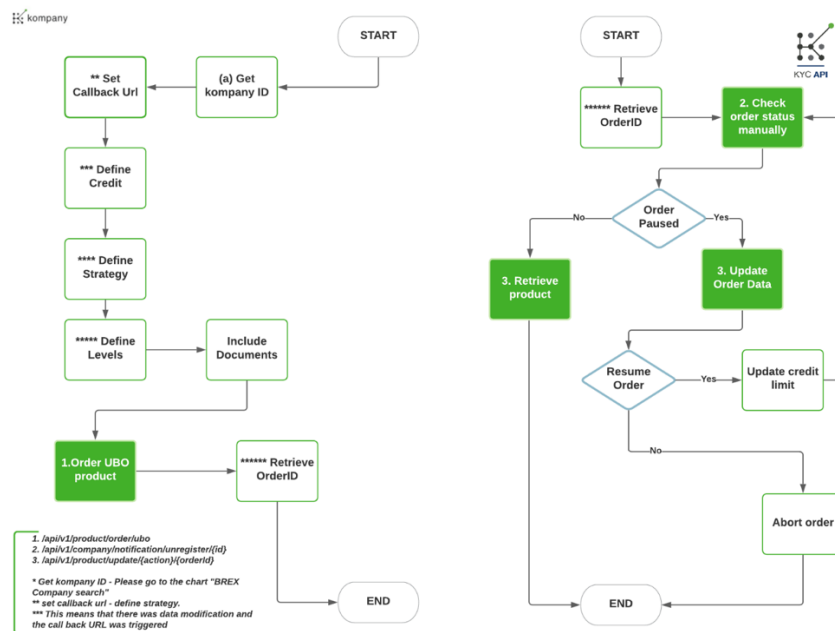 kompany
START
(a) Get
kompany ID
** Set
Callback Url
*** Define
Credit
**** Define
Strategy
***** Define
Levels
Include
Documents
1.Order UBO
product
****** Retrieve
OrderID
END
1. /api/v1/product/order/ubo
2. /api/v1/company/notification/unregister/{id}
3. /api/v1/product/update/{action}/{orderId}
* Get kompany ID - Please go to the chart "BREX
Company search"
** set callback url - define strategy.
*** This means that there was data modification and
the call back URL was triggered
START
KYC API
****** Retrieve
OrderID
2. Check
order status
manually
Order
Paused
No
Yes
3. Retrieve
product
3. Update
Order Data
Resume
Order
Yes
Update credit
limit
No
Abort order
END